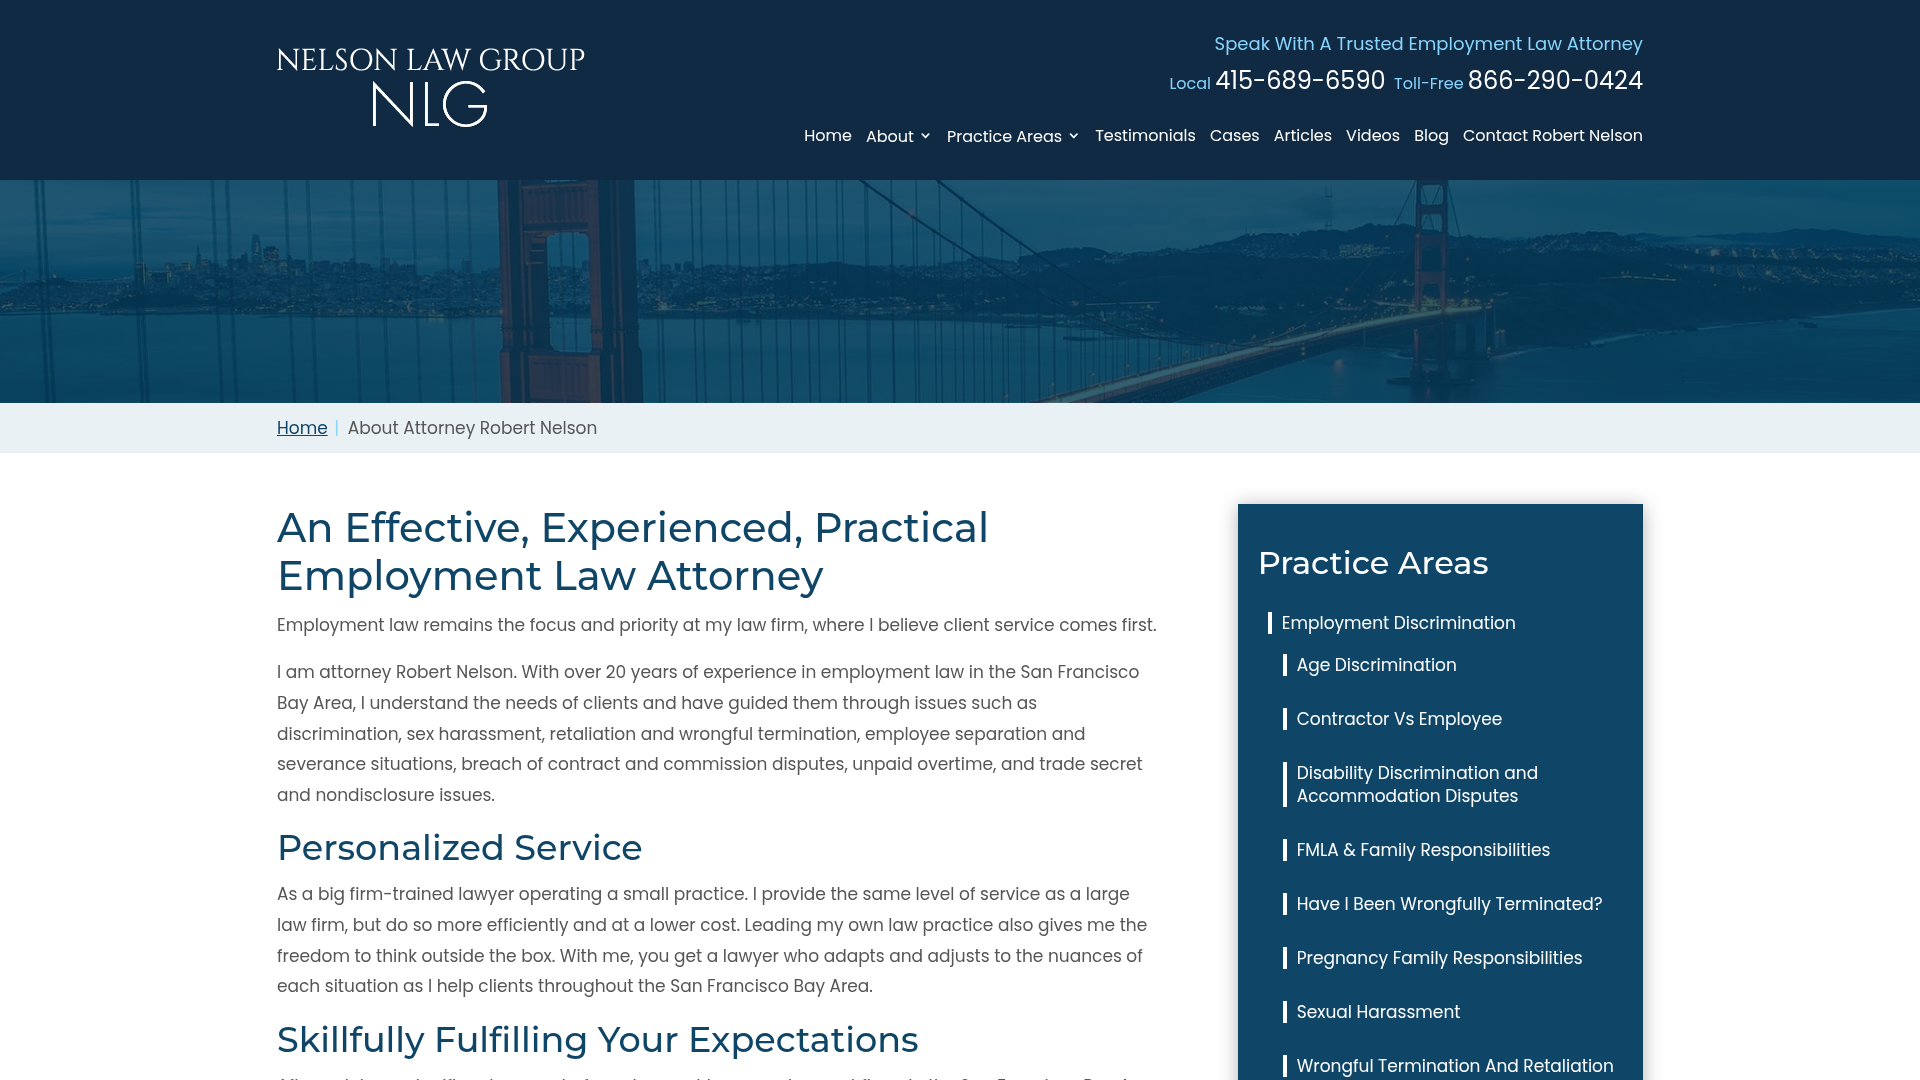 NELSON LAW GROUP
NLG
Speak With A Trusted Employment Law Attorney
Local 415-689-6590 Toll-Free 866-290-0424
Home About Practice Areas Testimonials Cases Articles Videos Blog Contact Robert Nelson
Home | About Attorney Robert Nelson
An Effective, Experienced, Practical
Employment Law Attorney
Employment law remains the focus and priority at my law firm, where I believe client service comes first.
I am attorney Robert Nelson. With over 20 years of experience in employment law in the San Francisco
Bay Area, I understand the needs of clients and have guided them through issues such as
discrimination, sex harassment, retaliation and wrongful termination, employee separation and
severance situations, breach of contract and commission disputes, unpaid overtime, and trade secret
and nondisclosure issues.
Personalized Service
As a big firm-trained lawyer operating a small practice. I provide the same level of service as a large
law firm, but do so more efficiently and at a lower cost. Leading my own law practice also gives me the
freedom to think outside the box. With me, you get a lawyer who adapts and adjusts to the nuances of
each situation as I help clients throughout the San Francisco Bay Area.
Skillfully Fulfilling Your Expectations
Practice Areas
Employment Discrimination
Age Discrimination
Contractor Vs Employee
Disability Discrimination and
Accommodation Disputes
FMLA & Family Responsibilities
Have I Been Wrongfully Terminated?
Pregnancy Family Responsibilities
Sexual Harassment
Wrongful Termination And Retaliation